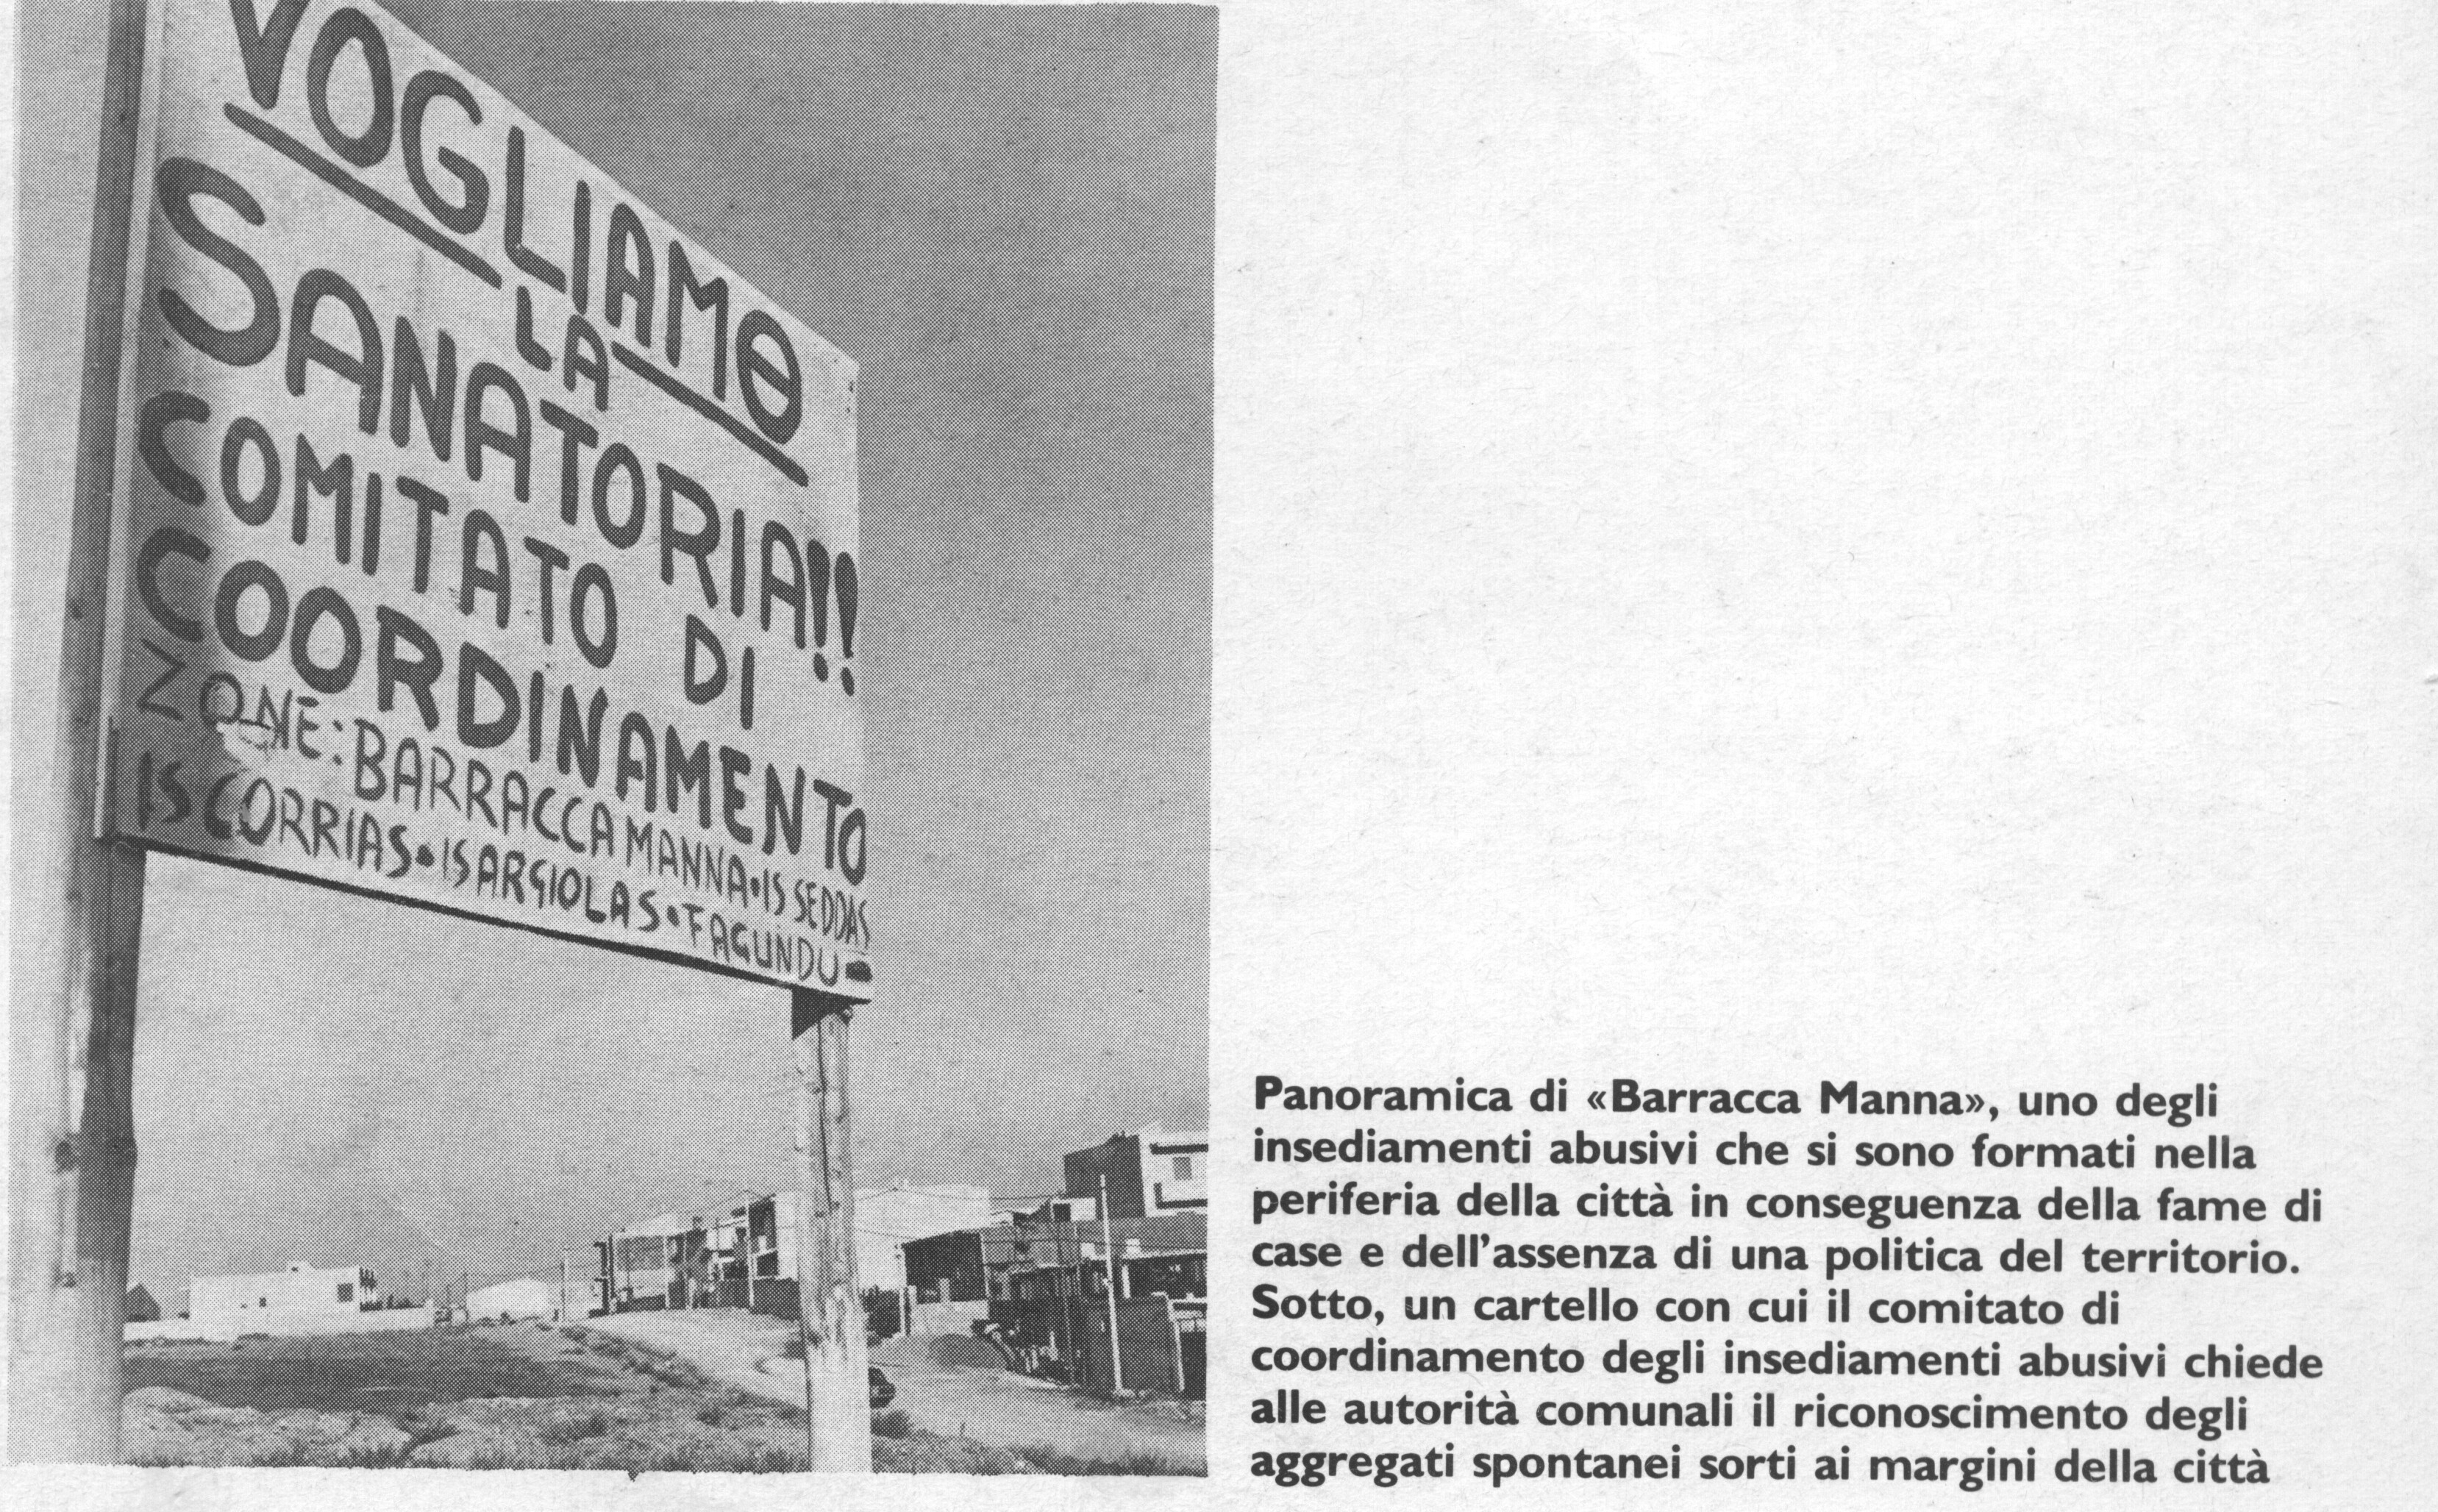 VOGLIAMO
LA
SANATORIA!!
COMITATO DI
COORDINAMENTO
ZONE: BARRACCA MANNA • IS SEDDAS
IS CORRIAS • IS ARGIOLAS • FAGUNDU
Panoramica di «Barracca Manna», uno degli
insediamenti abusivi che si sono formati nella
periferia della città in conseguenza della fame di
case e dell'assenza di una politica del territorio.
Sotto, un cartello con cui il comitato di
coordinamento degli insediamenti abusivi chiede
alle autorità comunali il riconoscimento degli
aggregati spontanei sorti ai margini della città